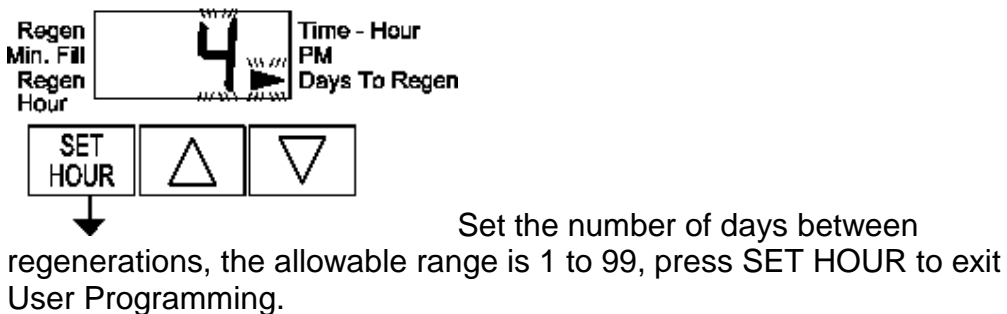 Regen
Min. Fill
Regen
Hour
4
Time - Hour
PM
Days To Regen
SET
HOUR
Set the number of days between
regenerations, the allowable range is 1 to 99, press SET HOUR to exit
User Programming.